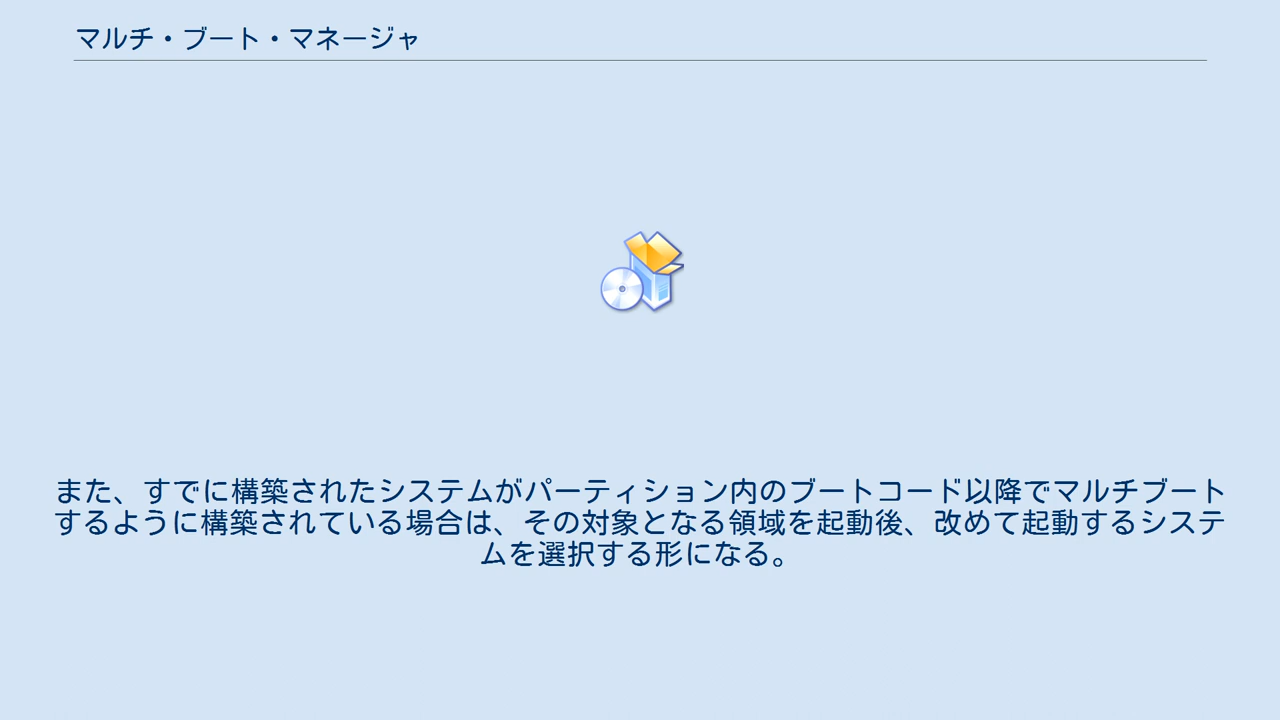 マルチ・ブート・マネージャ
また、すでに構築されたシステムがパーティション内のブートコード以降でマルチブート
するように構築されている場合は、その対象となる領域を起動後、改めて起動するシステ
ムを選択する形になる。